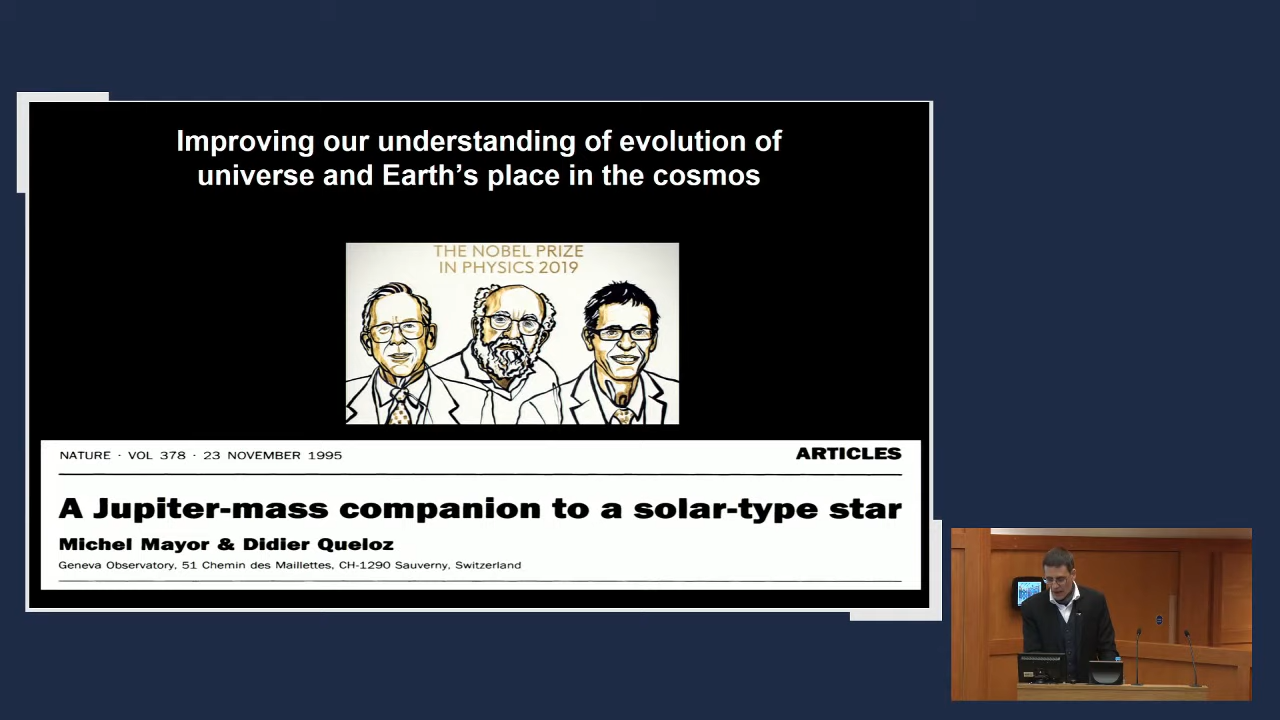 Improving our understanding of evolution of
universe and Earth's place in the cosmos
THE NOBEL PRIZE
IN PHYSICS 2019
NATURE · VOL 378 · 23 NOVEMBER 1995
ARTICLES
A Jupiter-mass companion to a solar-type star
Michel Mayor & Didier Queloz
Geneva Observatory, 51 Chemin des Maillettes, CH-1290 Sauverny, Switzerland